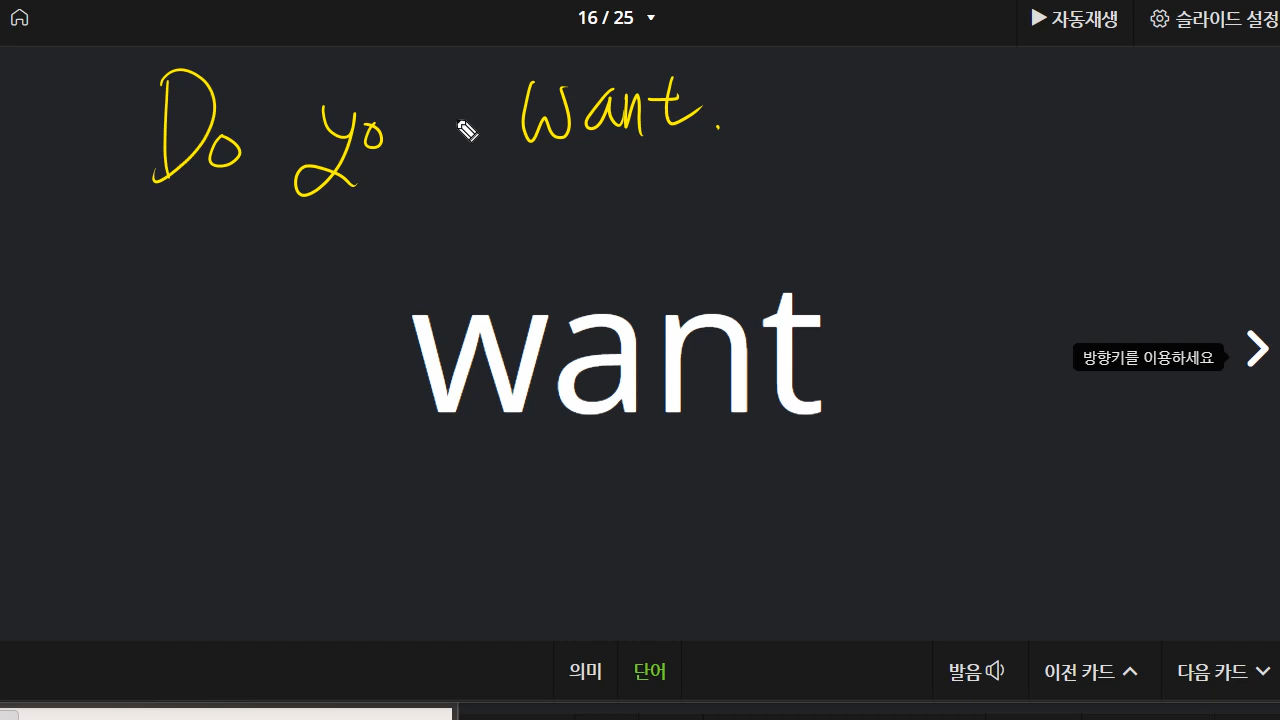 16 / 25
자동재생
슬라이드 설정
Do yo want.
want
방향키를 이용하세요
의미
단어
발음
이전 카드
다음 카드